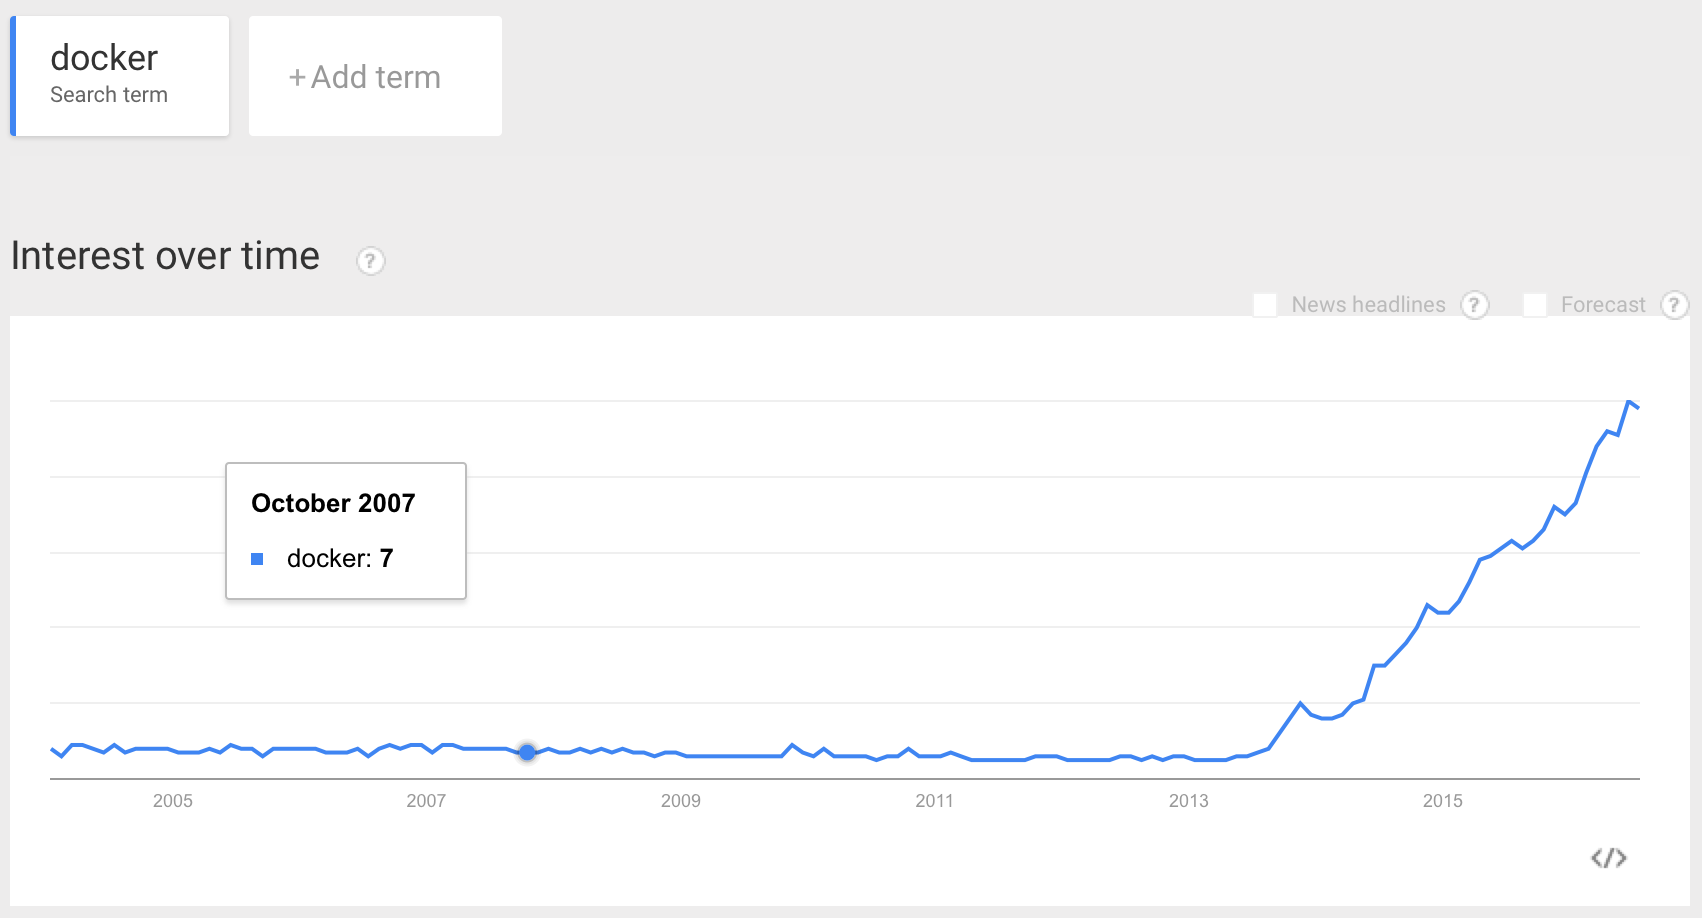 docker
Search term
+ Add term
Interest over time ?
News headlines ? Forecast ?
October 2007
docker: 7
2005 2007 2009 2011 2013 2015
</>